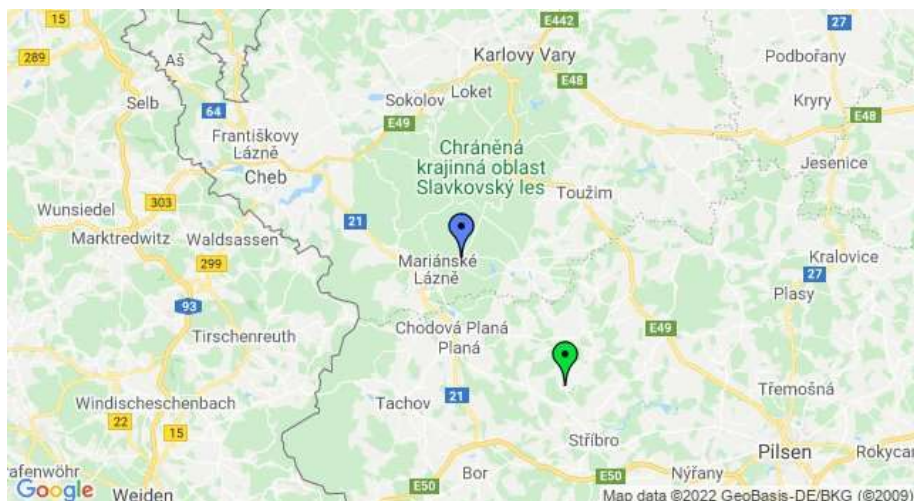 15
E442
Podbořany
289
Aš
Karlovy Vary
27
Selb
Sokolov
Loket
E48
Kryry
64
E49
E48
Františkovy
Lázně
Chráněná
krajinná oblast
Slavkovský les
Jesenice
Cheb
Toužim
Wunsiedel
303
21
Marktredwitz
Waldsassen
299
Mariánské
Lázně
Kralovice
27
93
Plasy
Tirschenreuth
Chodová Planá
Planá
E49
Windischeschenbach
Tachov
21
Třemošná
22
15
Stříbro
Pilsen
Rokycan
Bor
E50
E50
Nýřany
rafenwöhr
Google
Weiden
Map data ©2022 GeoBasis-DE/BKG (©2009)